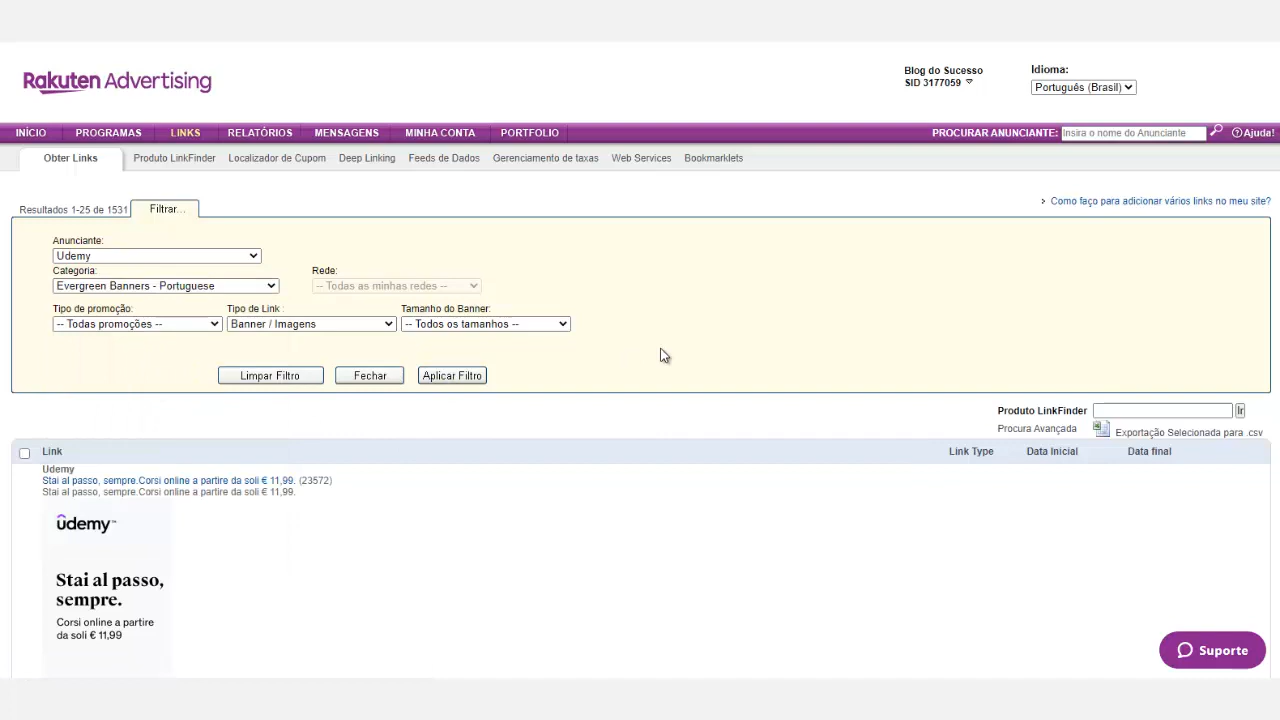 Rakuten Advertising
Blog do Sucesso
SID 3177059
Idioma:
Português (Brasil)
INÍCIO PROGRAMAS LINKS RELATÓRIOS MENSAGENS MINHA CONTA PORTFOLIO PROCURAR ANUNCIANTE: Insira o nome do Anunciante Ajuda!
Obter Links Produto LinkFinder Localizador de Cupom Deep Linking Feeds de Dados Gerenciamento de taxas Web Services Bookmarklets
Como faço para adicionar vários links no meu site?
Resultados 1-25 de 1531 Filtrar...
Anunciante:
Udemy
Categoria: Rede:
Evergreen Banners - Portuguese -- Todas as minhas redes --
Tipo de promoção: Tipo de Link : Tamanho do Banner:
-- Todas promoções -- Banner / Imagens -- Todos os tamanhos --
Limpar Filtro Fechar Aplicar Filtro
Produto LinkFinder Ir
Procura Avançada Exportação Selecionada para .csv
Link Link Type Data Inicial Data final
Udemy
Stai al passo, sempre.Corsi online a partire da soli € 11,99. (23572)
Stai al passo, sempre.Corsi online a partire da soli € 11,99.
udemy™
Stai al passo,
sempre.
Corsi online a partire
da soli € 11,99
Suporte